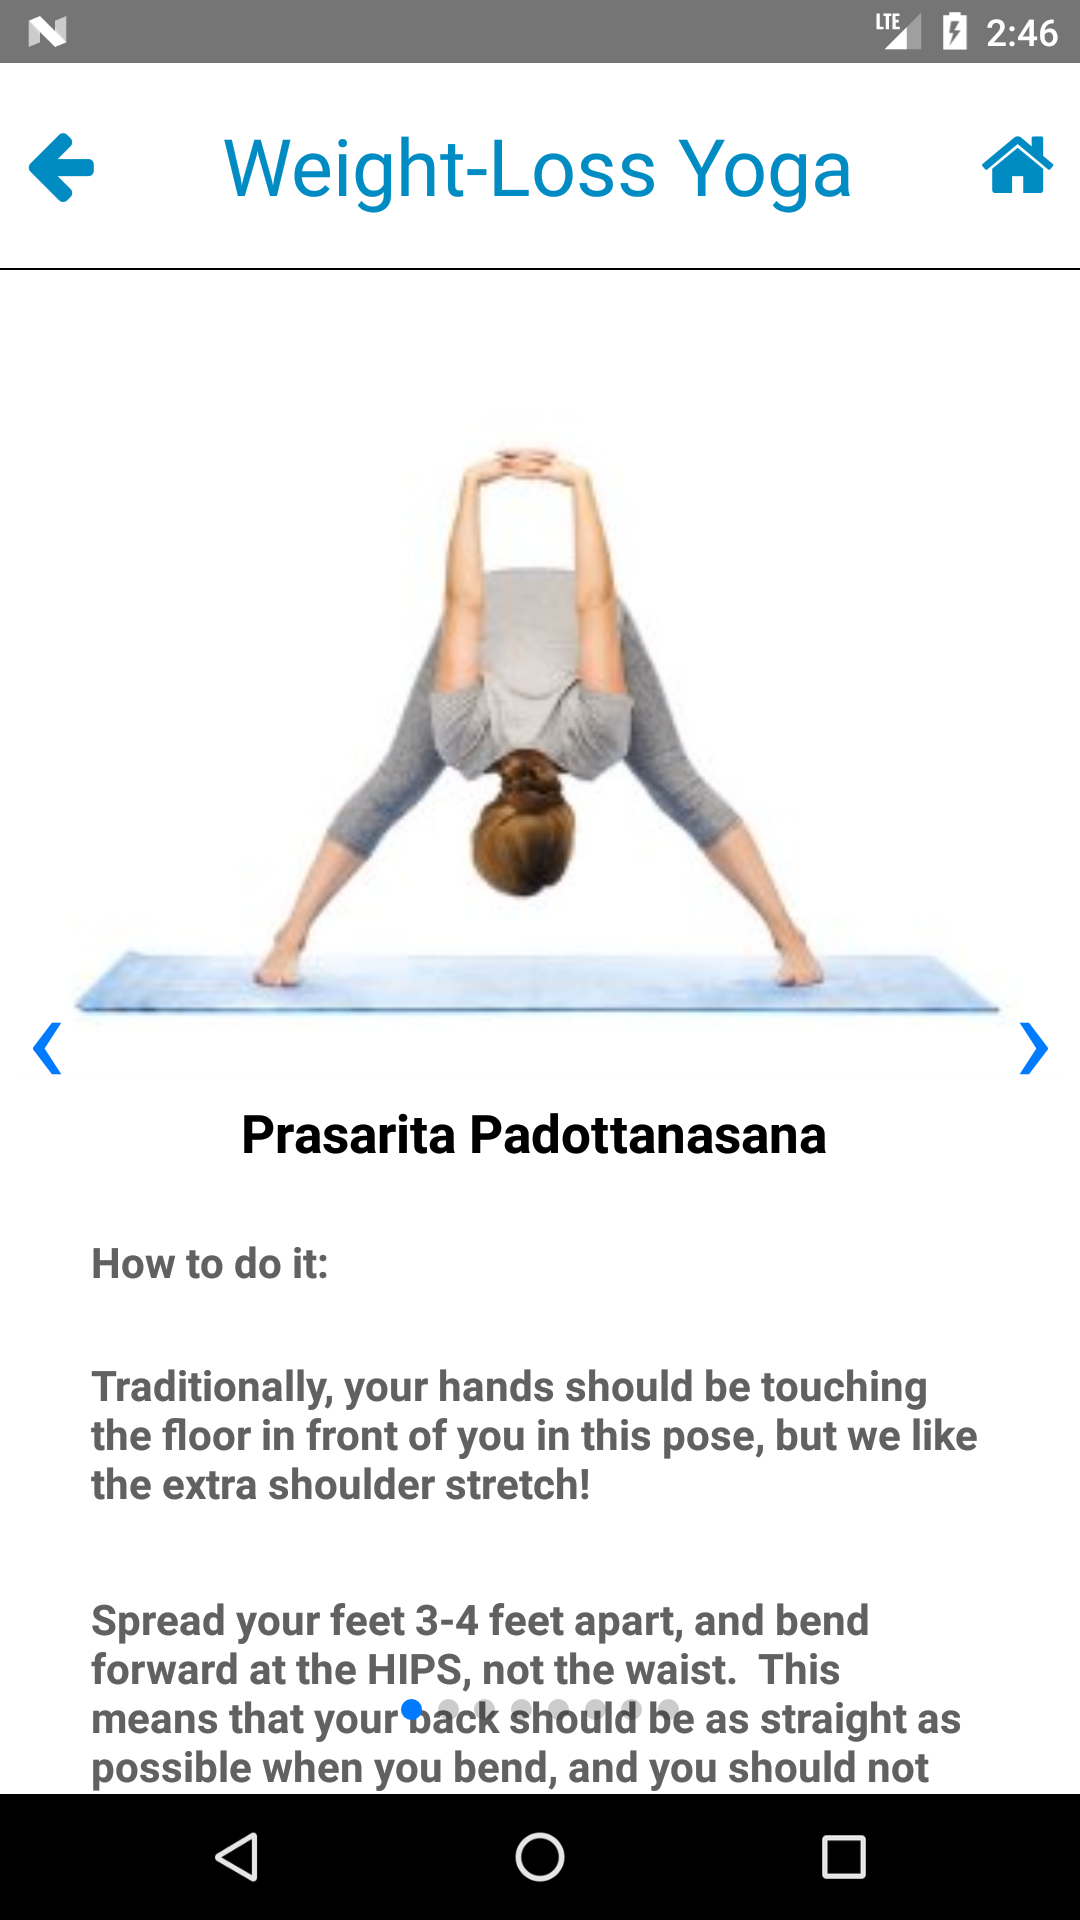 LTE 2:46
Weight-Loss Yoga
Prasarita Padottanasana
How to do it:
Traditionally, your hands should be touching
the floor in front of you in this pose, but we like
the extra shoulder stretch!
Spread your feet 3-4 feet apart, and bend
forward at the HIPS, not the waist.  This
means that your back should be as straight as
possible when you bend, and you should not